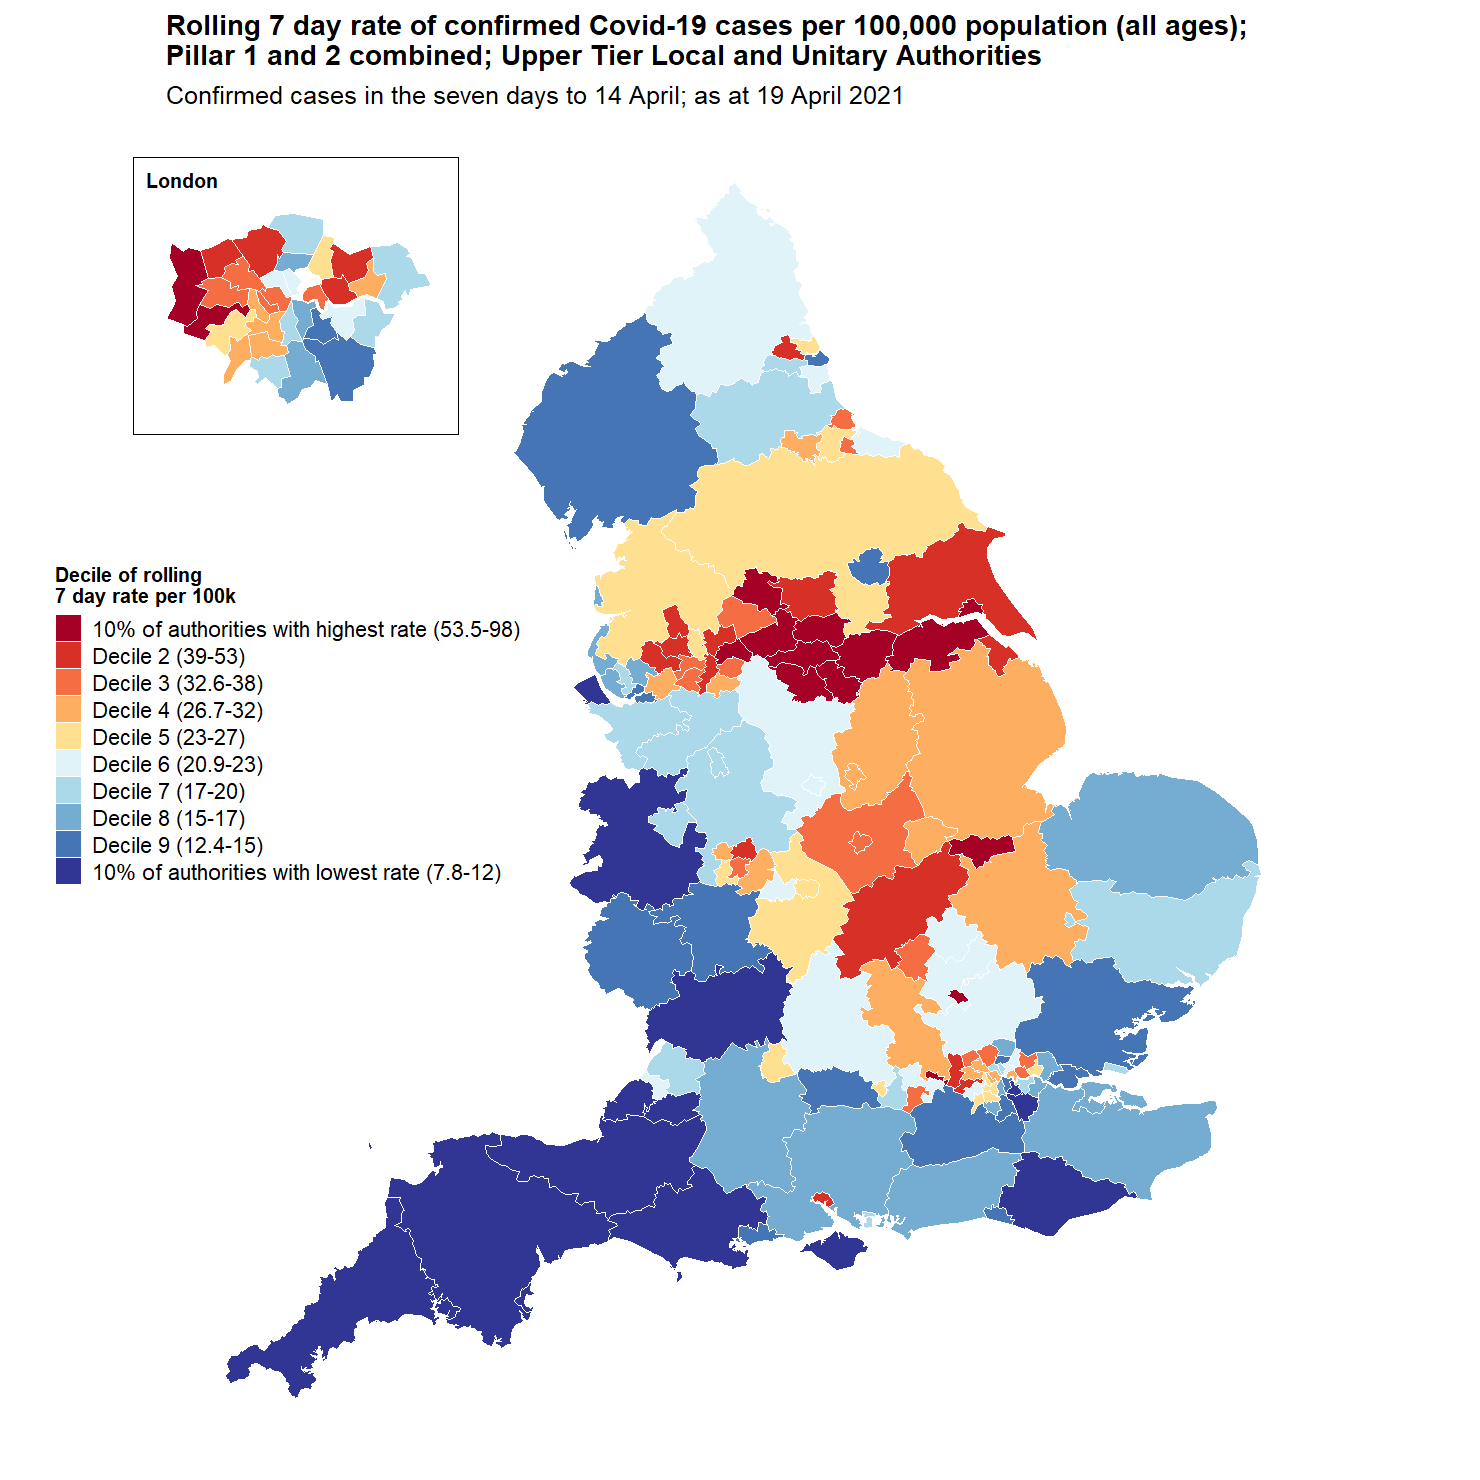 Rolling 7 day rate of confirmed Covid-19 cases per 100,000 population (all ages);
Pillar 1 and 2 combined; Upper Tier Local and Unitary Authorities
Confirmed cases in the seven days to 14 April; as at 19 April 2021
London
Decile of rolling
7 day rate per 100k
10% of authorities with highest rate (53.5-98)
Decile 2 (39-53)
Decile 3 (32.6-38)
Decile 4 (26.7-32)
Decile 5 (23-27)
Decile 6 (20.9-23)
Decile 7 (17-20)
Decile 8 (15-17)
Decile 9 (12.4-15)
10% of authorities with lowest rate (7.8-12)